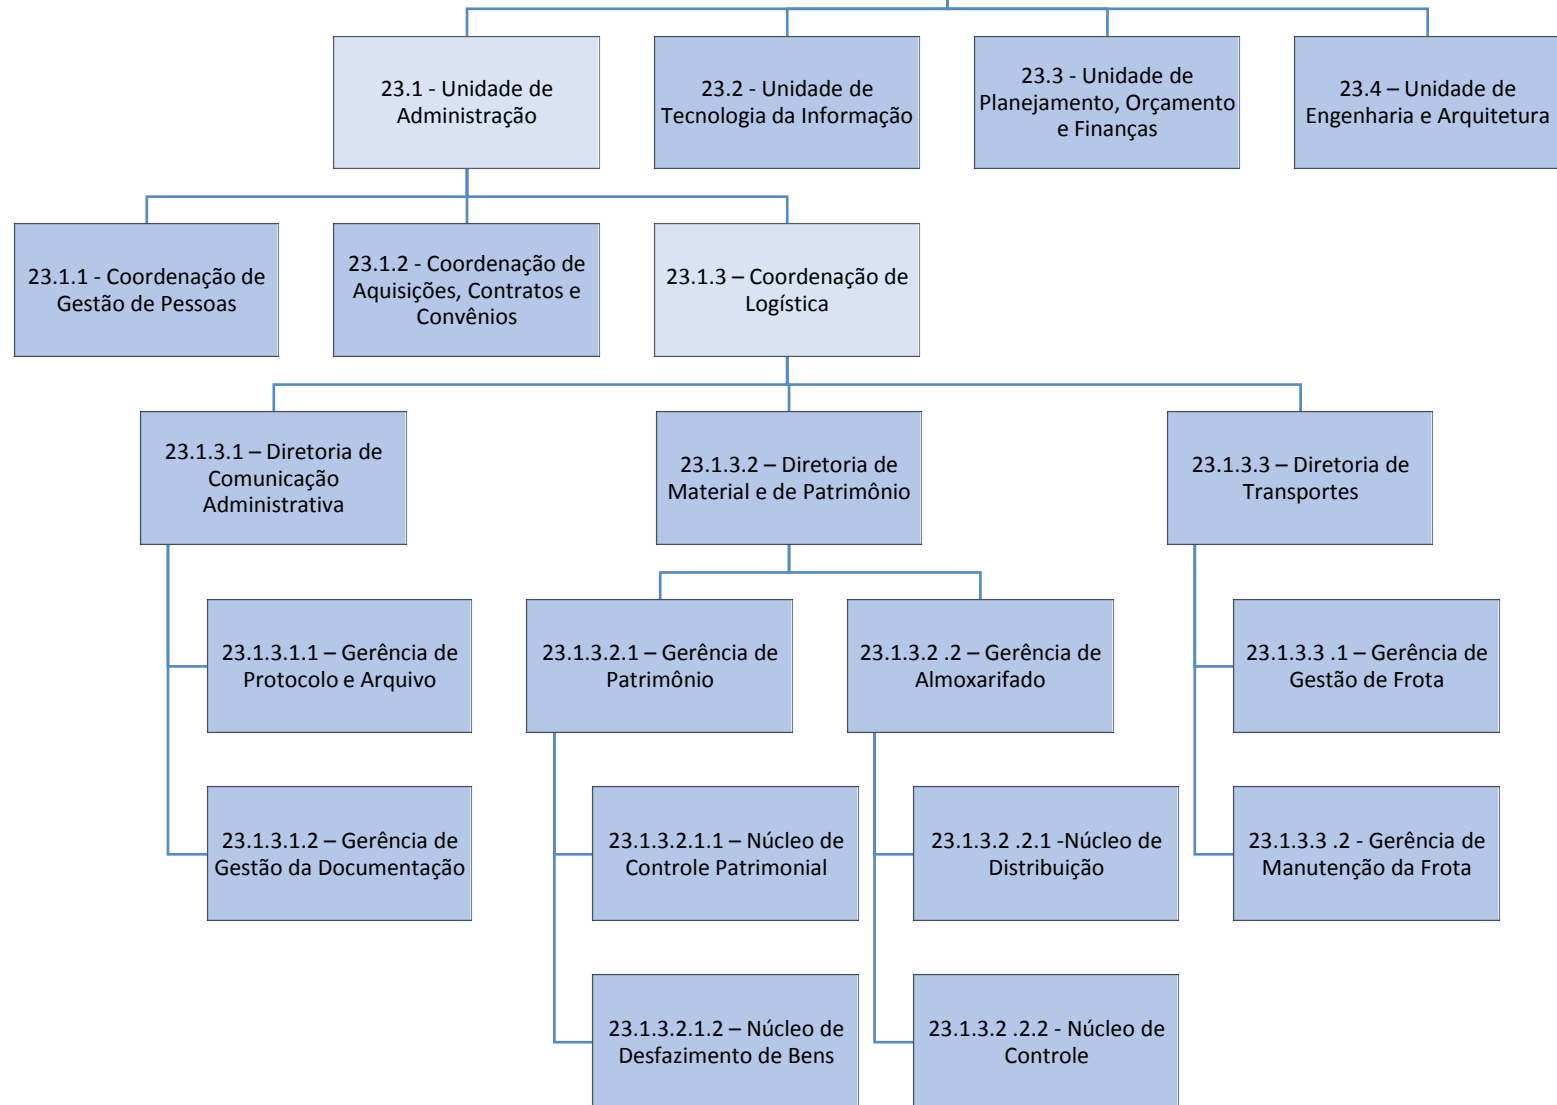 23.1 - Unidade de
Administração
23.2 - Unidade de
Tecnologia da Informação
23.3 - Unidade de
Planejamento, Orçamento
e Finanças
23.4 – Unidade de
Engenharia e Arquitetura
23.1.1 - Coordenação de
Gestão de Pessoas
23.1.2 - Coordenação de
Aquisições, Contratos e
Convênios
23.1.3 – Coordenação de
Logística
23.1.3.1 – Diretoria de
Comunicação
Administrativa
23.1.3.2 – Diretoria de
Material e de Patrimônio
23.1.3.3 – Diretoria de
Transportes
23.1.3.1.1 – Gerência de
Protocolo e Arquivo
23.1.3.2.1 – Gerência de
Patrimônio
23.1.3.2 .2 – Gerência de
Almoxarifado
23.1.3.3 .1 – Gerência de
Gestão de Frota
23.1.3.1.2 – Gerência de
Gestão da Documentação
23.1.3.2.1.1 – Núcleo de
Controle Patrimonial
23.1.3.2 .2.1 -Núcleo de
Distribuição
23.1.3.3 .2 - Gerência de
Manutenção da Frota
23.1.3.2.1.2 – Núcleo de
Desfazimento de Bens
23.1.3.2 .2.2 - Núcleo de
Controle